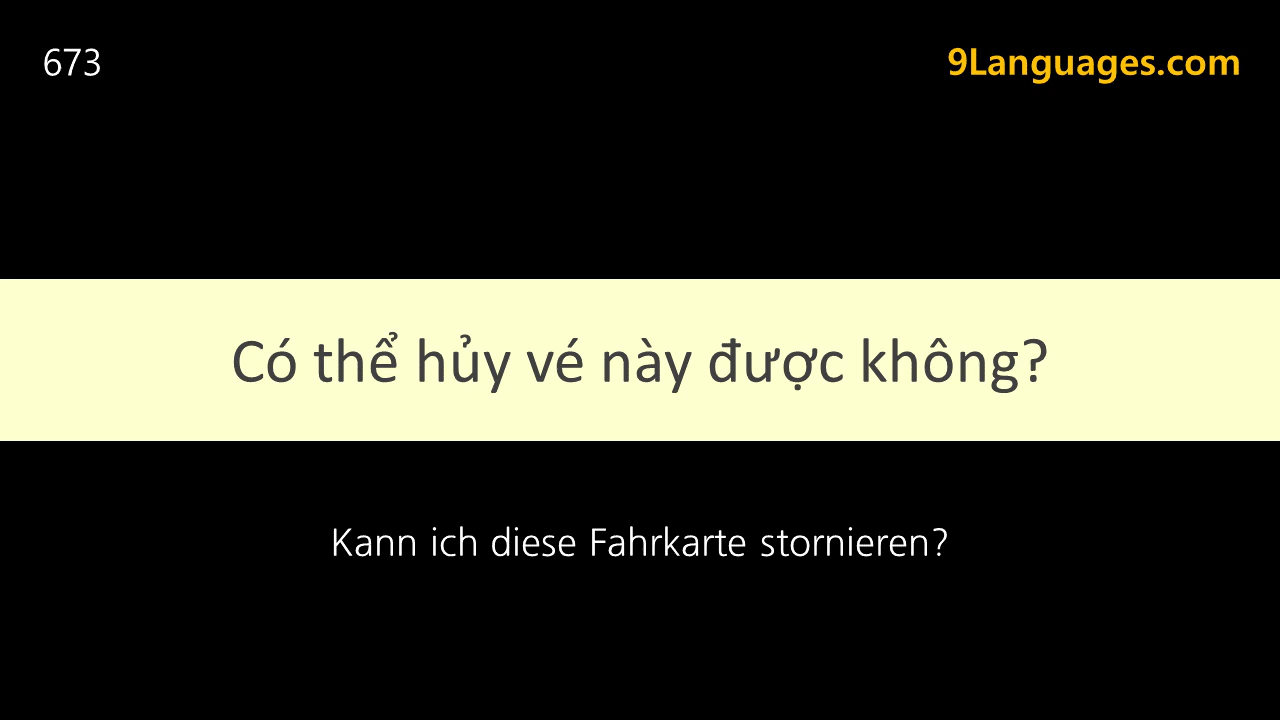 673
9Languages.com
Có thể hủy vé này được không?
Kann ich diese Fahrkarte stornieren?